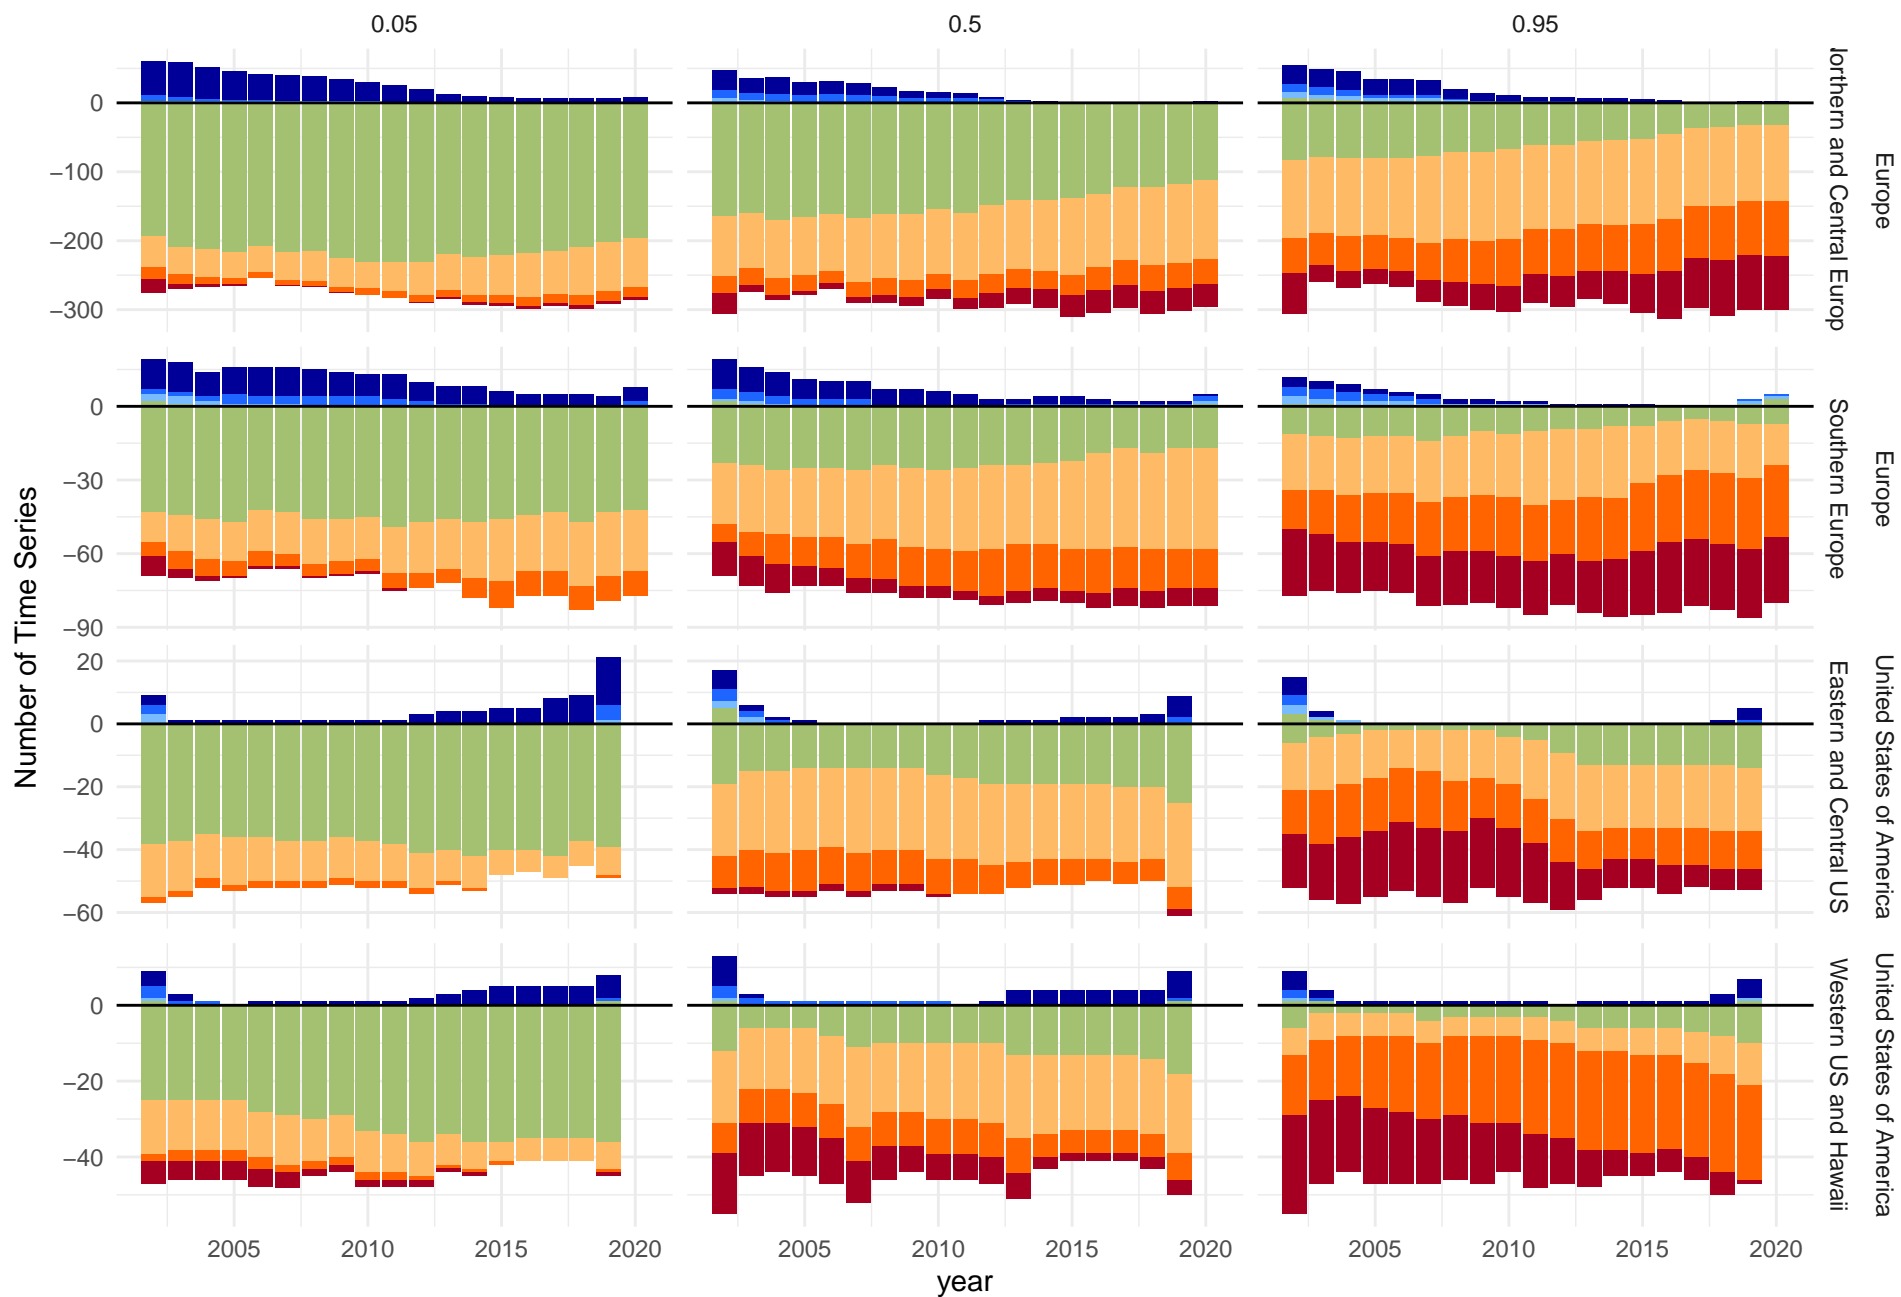 0.05 0.5 0.95
0
−100
−200
−300
Northern and Central Europ
Europe
0
−30
−60
−90
Southern Europe
Europe
20
0
−20
−40
−60
Eastern and Central US
United States of America
0
−20
−40
Western US and Hawaii
United States of America
Number of Time Series
2005 2010 2015 2020 2005 2010 2015 2020 2005 2010 2015 2020
year